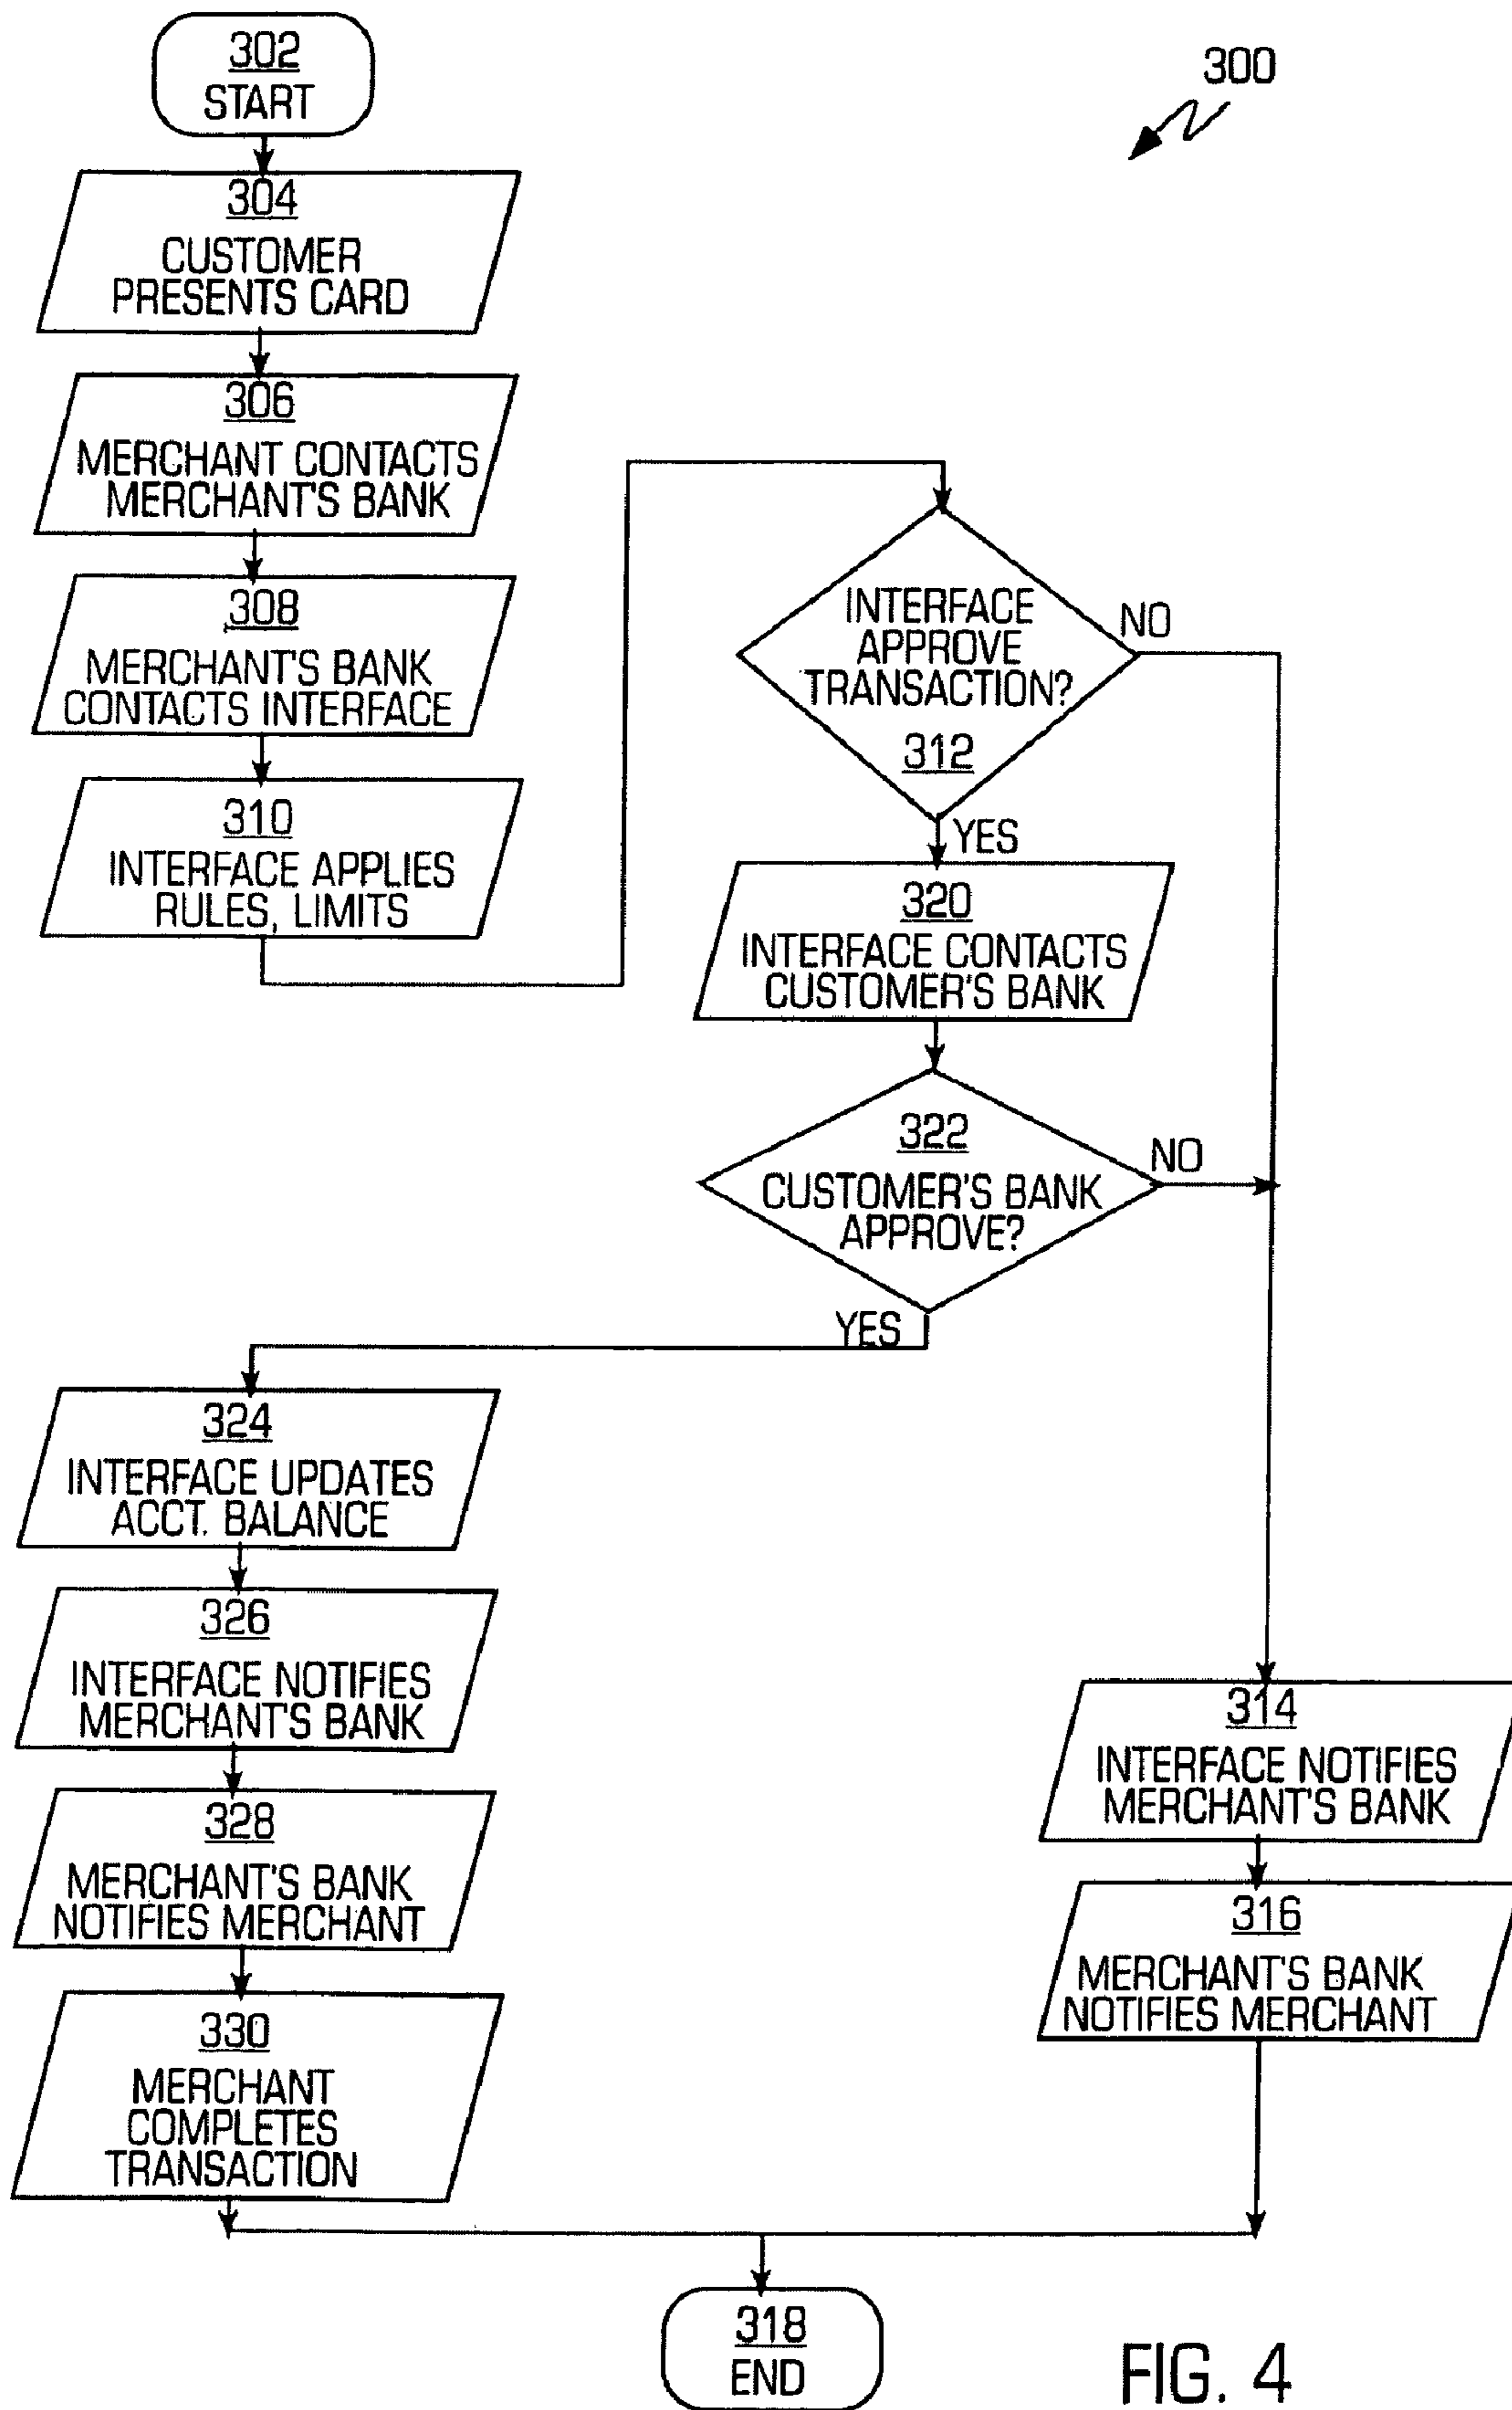 302
START
300
304
CUSTOMER
PRESENTS CARD
306
MERCHANT CONTACTS
MERCHANT'S BANK
308
MERCHANT'S BANK
CONTACTS INTERFACE
310
INTERFACE APPLIES
RULES, LIMITS
INTERFACE
APPROVE
TRANSACTION?
312
NO
YES
320
INTERFACE CONTACTS
CUSTOMER'S BANK
322
CUSTOMER'S BANK
APPROVE?
NO
YES
324
INTERFACE UPDATES
ACCT. BALANCE
326
INTERFACE NOTIFIES
MERCHANT'S BANK
328
MERCHANT'S BANK
NOTIFIES MERCHANT
330
MERCHANT
COMPLETES
TRANSACTION
314
INTERFACE NOTIFIES
MERCHANT'S BANK
316
MERCHANT'S BANK
NOTIFIES MERCHANT
318
END
FIG. 4